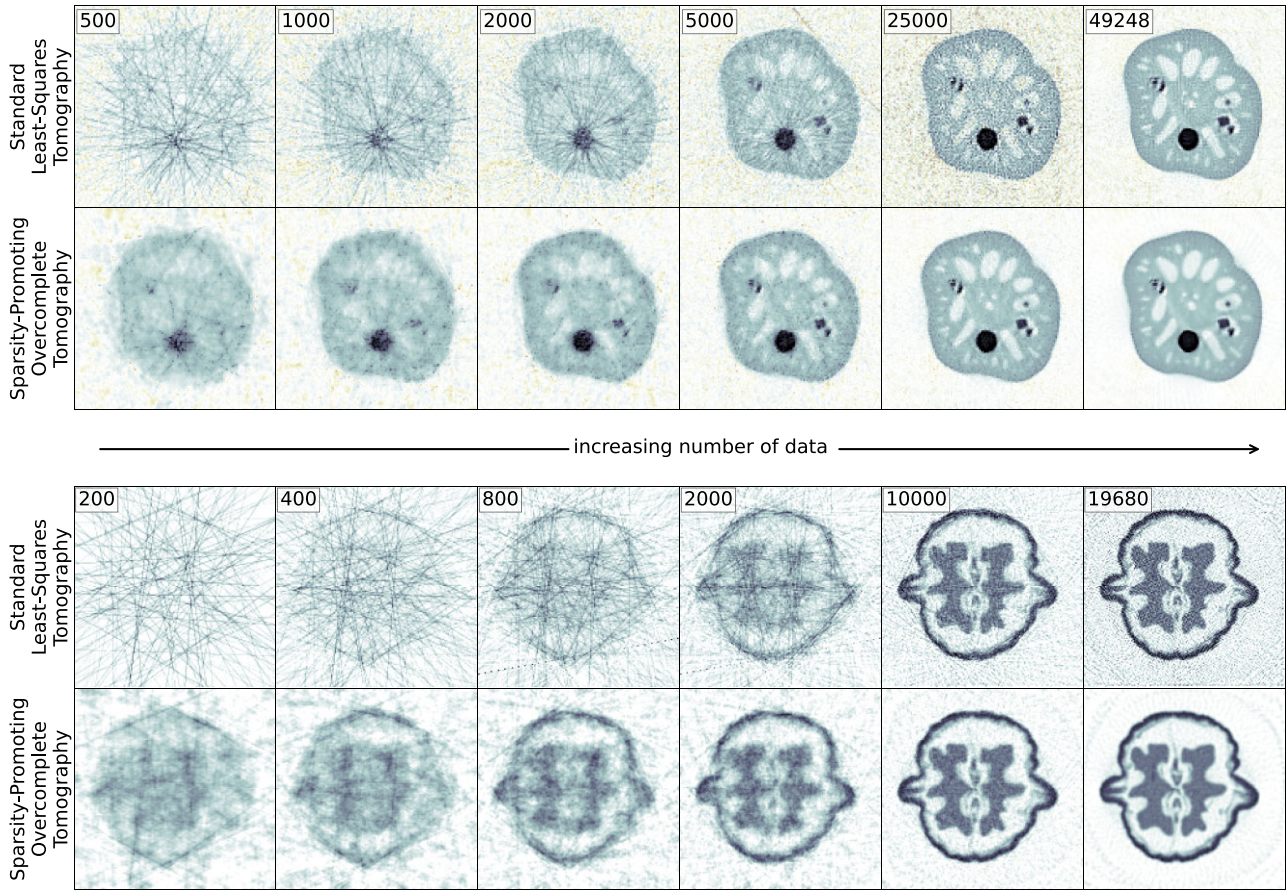 500 1000 2000 5000 25000 49248
Standard
Least-Squares
Tomography
Sparsity-Promoting
Overcomplete
Tomography
increasing number of data
200 400 800 2000 10000 19680
Standard
Least-Squares
Tomography
Sparsity-Promoting
Overcomplete
Tomography